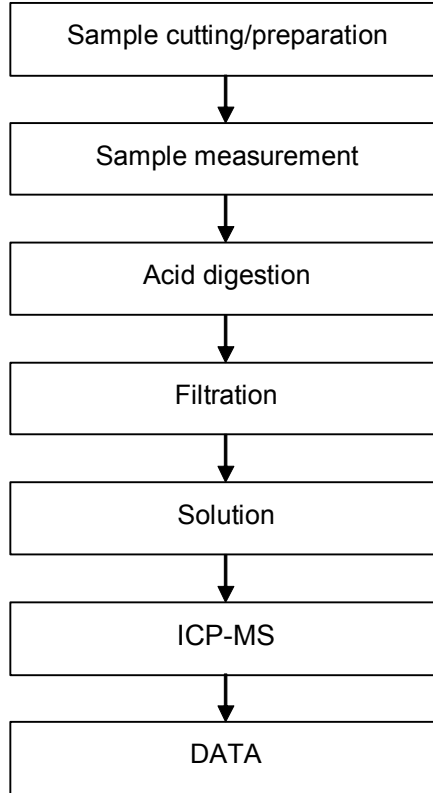 Sample cutting/preparation
Sample measurement
Acid digestion
Filtration
Solution
ICP-MS
DATA